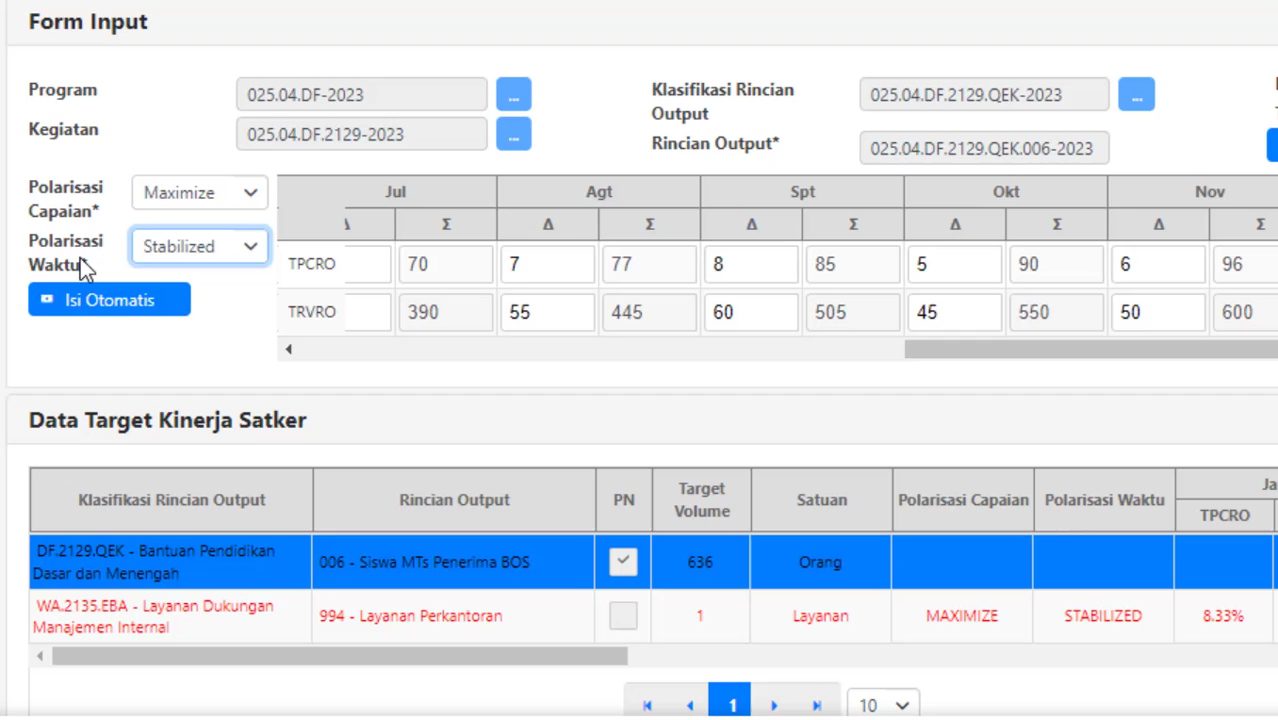 Form Input
Program 025.04.DF-2023 ... Klasifikasi Rincian Output 025.04.DF.2129.QEK-2023 ...
Kegiatan 025.04.DF.2129-2023 ... Rincian Output* 025.04.DF.2129.QEK.006-2023
Polarisasi Capaian* Maximize
Polarisasi Waktu* Stabilized
Isi Otomatis
Jul Agt Spt Okt Nov
Δ Σ Δ Σ Δ Σ Δ Σ Δ Σ
TPCRO 70 7 77 8 85 5 90 6 96
TRVRO 390 55 445 60 505 45 550 50 600
Data Target Kinerja Satker
Klasifikasi Rincian Output Rincian Output PN Target Volume Satuan Polarisasi Capaian Polarisasi Waktu Ja
TPCRO
DF.2129.QEK - Bantuan Pendidikan Dasar dan Menengah 006 - Siswa MTs Penerima BOS 636 Orang
WA.2135.EBA - Layanan Dukungan Manajemen Internal 994 - Layanan Perkantoran 1 Layanan MAXIMIZE STABILIZED 8.33%
1 10